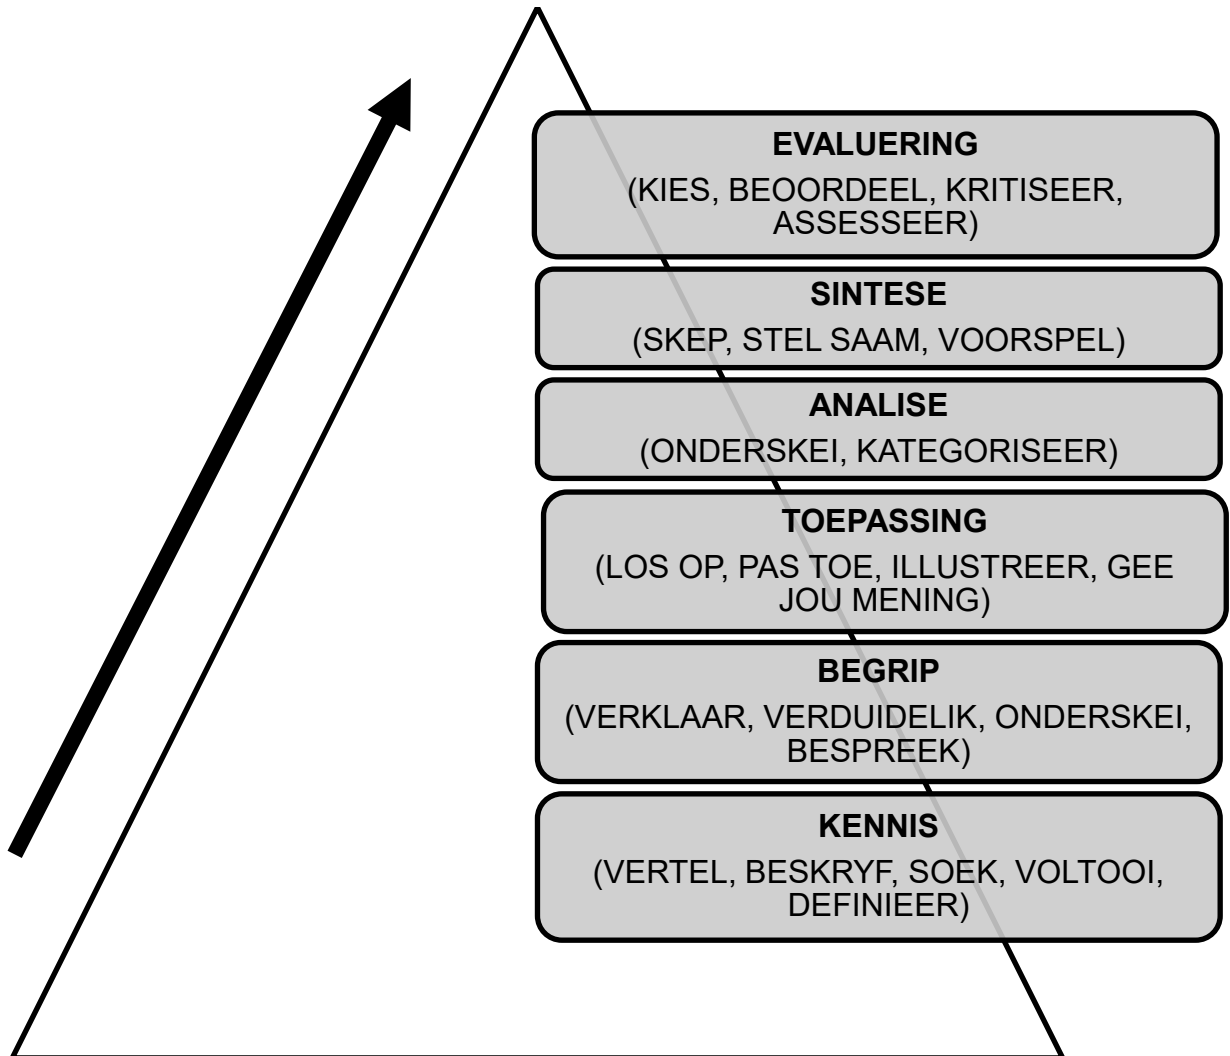 EVALUERING
(KIES, BEOORDEEL, KRITISEER,
ASSESSEER)
SINTESE
(SKEP, STEL SAAM, VOORSPEL)
ANALISE
(ONDERSKEI, KATEGORISEER)
TOEPASSING
(LOS OP, PAS TOE, ILLUSTREER, GEE
JOU MENING)
BEGRIP
(VERKLAAR, VERDUIDELIK, ONDERSKEI,
BESPREEK)
KENNIS
(VERTEL, BESKRYF, SOEK, VOLTOOI,
DEFINIEER)